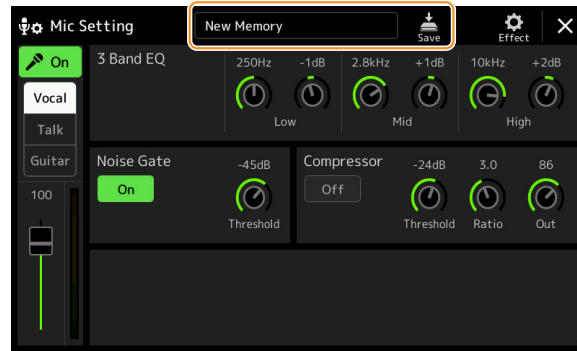 Mic Setting
New Memory
Save
Effect
On
Vocal
Talk
Guitar
100
3 Band EQ
250Hz -1dB 2.8kHz +1dB 10kHz +2dB
Low Mid High
Noise Gate
On
-45dB
Threshold
Compressor
Off
-24dB 3.0 86
Threshold Ratio Out